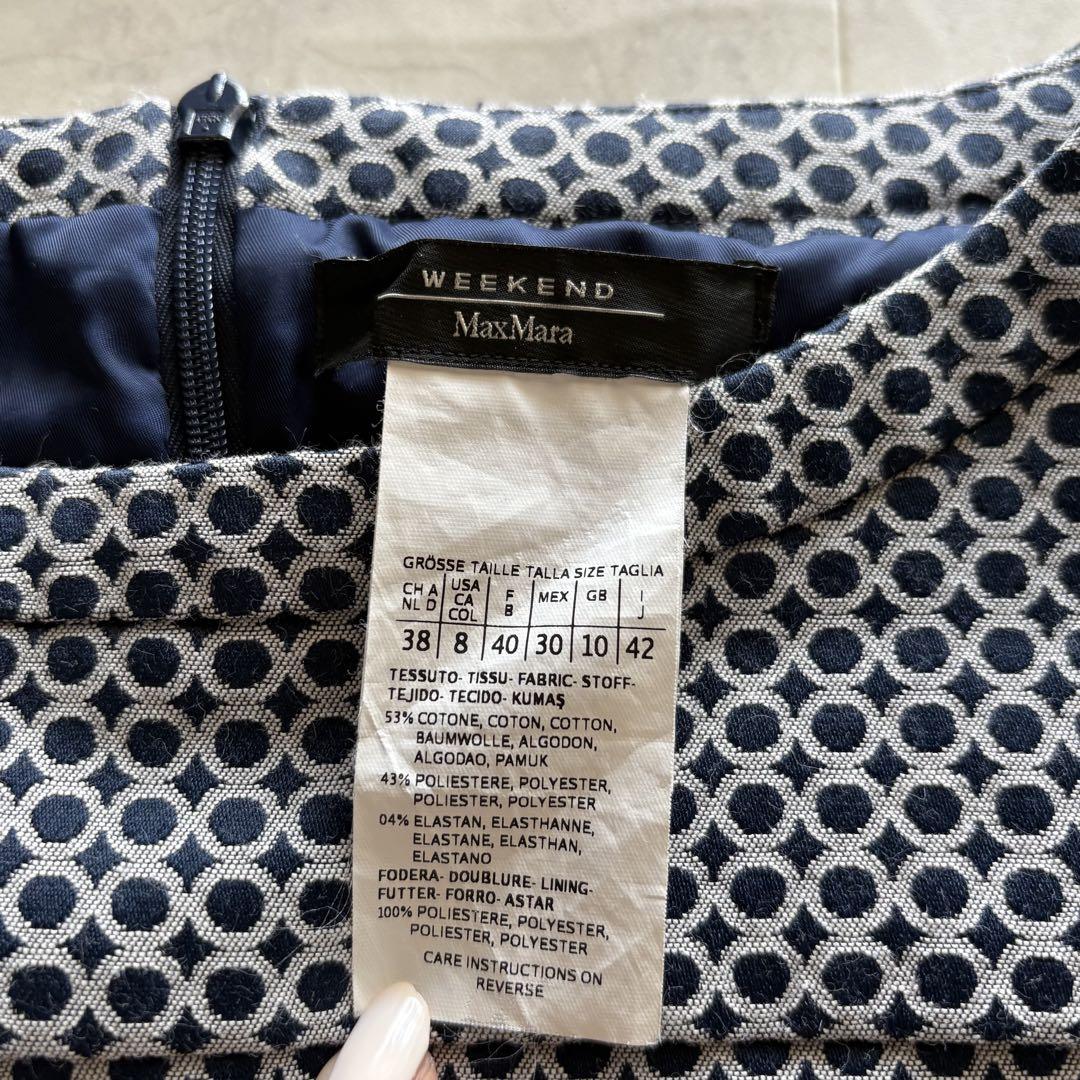 WEEKEND
MaxMara
GRÖSSE TAILLE TALLA SIZE TAGLIA
CH A NL D | USA CA COL | F B | MEX | GB | I J
38 | 8 | 40 | 30 | 10 | 42
TESSUTO- TISSU- FABRIC- STOFF-
TEJIDO- TECIDO- KUMAŞ
53% COTONE, COTON, COTTON,
BAUMWOLLE, ALGODON,
ALGODAO, PAMUK
43% POLIESTERE, POLYESTER,
POLIESTER, POLYESTER
04% ELASTAN, ELASTHANNE,
ELASTANE, ELASTHAN,
ELASTANO
FODERA- DOUBLURE- LINING-
FUTTER- FORRO- ASTAR
100% POLIESTERE, POLYESTER,
POLIESTER, POLYESTER
CARE INSTRUCTIONS ON
REVERSE